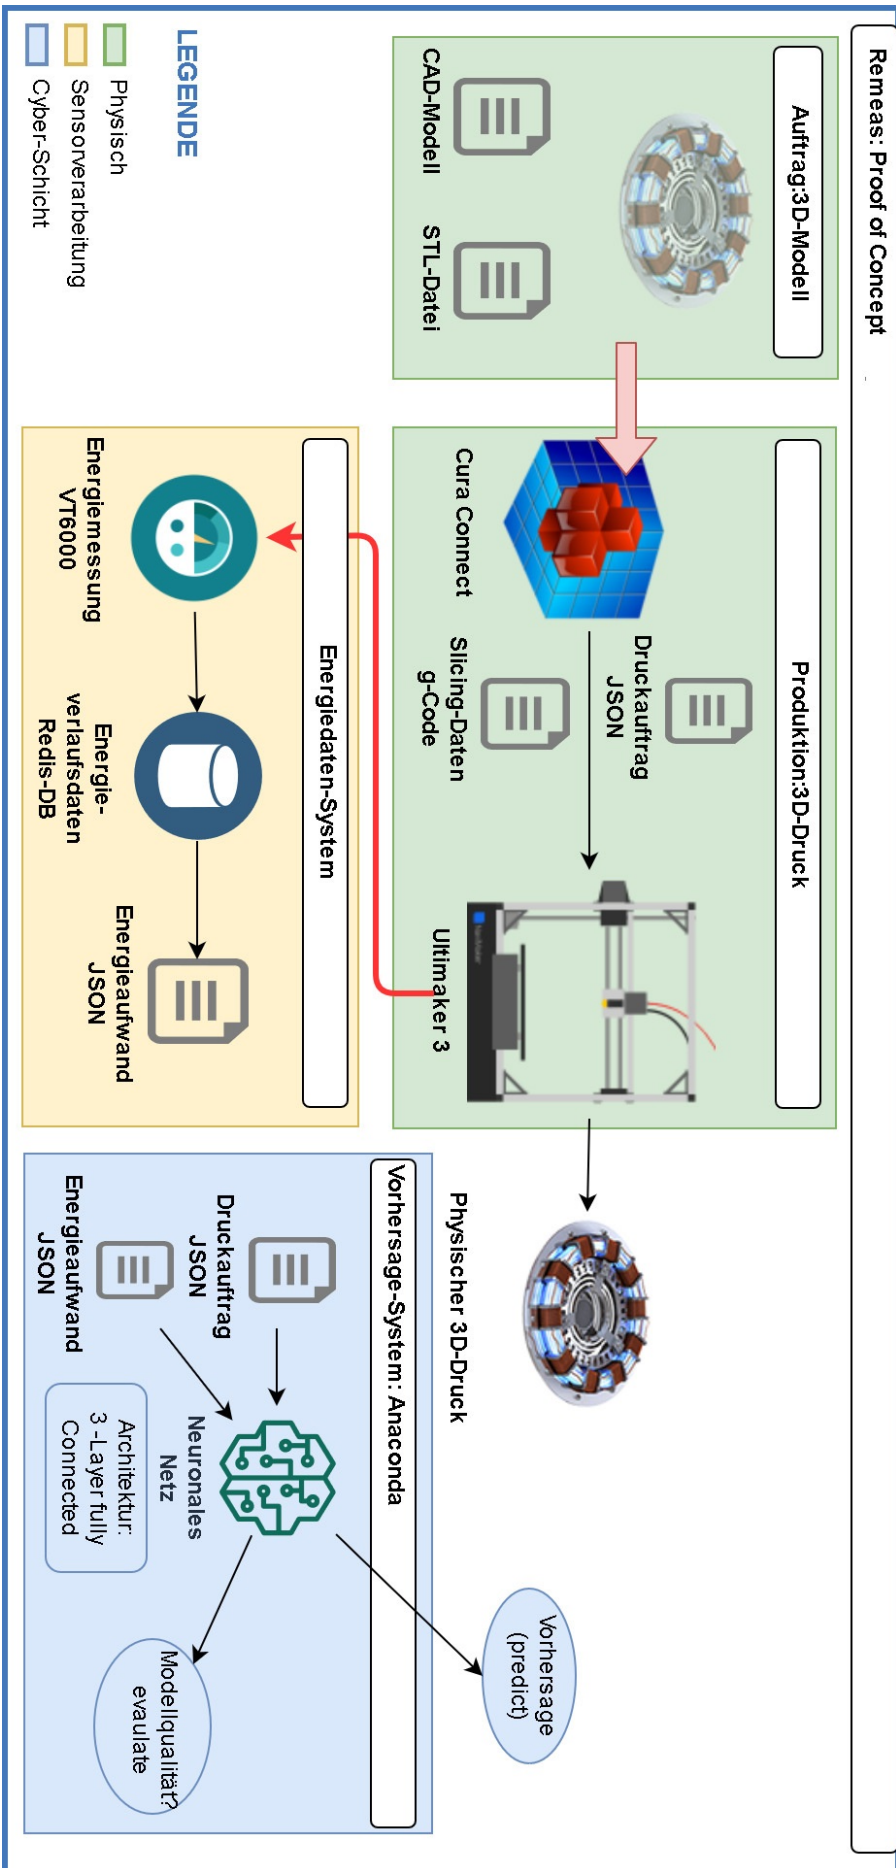 Remeas: Proof of Concept
Auftrag:3D-Modell
CAD-Modell
STL-Datei
Produktion:3D-Druck
Cura Connect
Druckauftrag
JSON
Slicing-Daten
g-Code
Ultimaker 3
Physischer 3D-Druck
LEGENDE
Physisch
Sensorverarbeitung
Cyber-Schicht
Energiedaten-System
Energiemessung
VT6000
Energie-
verlaufsdaten
Redis-DB
Energieaufwand
JSON
Vorhersage-System: Anaconda
Druckauftrag
JSON
Energieaufwand
JSON
Neuronales
Netz
Architektur:
3 -Layer fully
Connected
Vorhersage
(predict)
Modellqualität?
evaulate